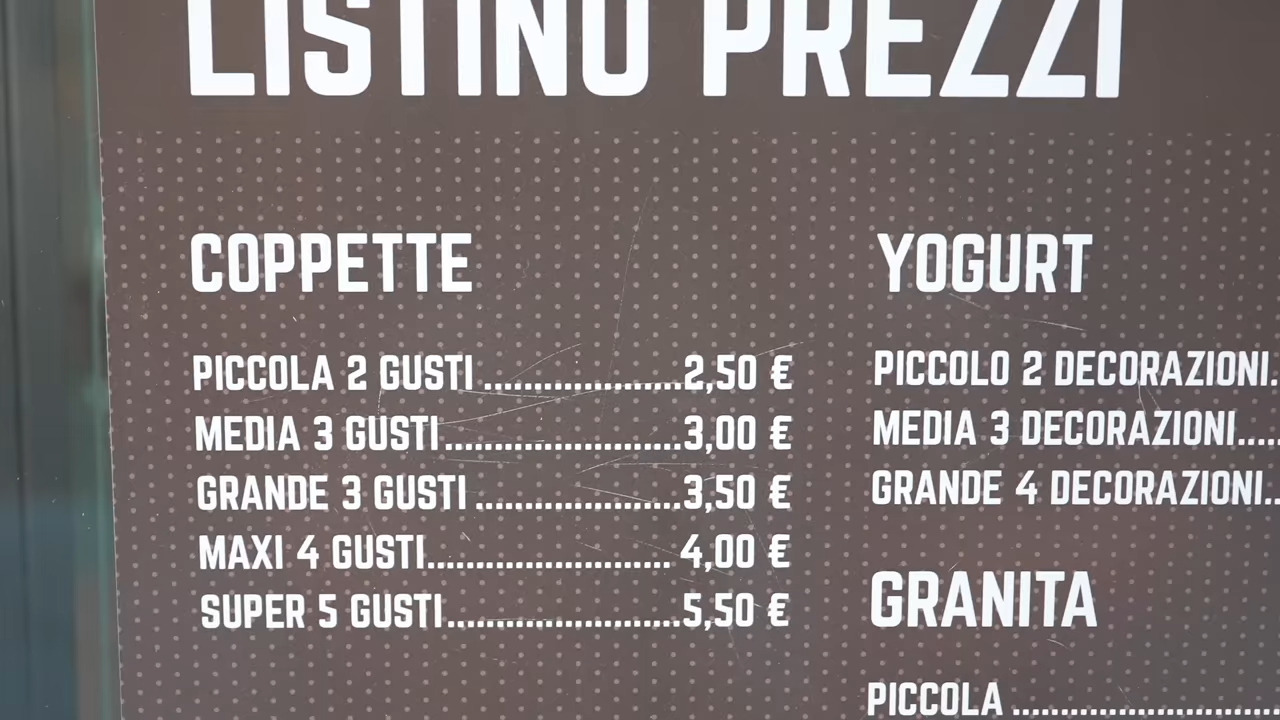 LISTINO PREZZI
COPPETTE
PICCOLA 2 GUSTI....................2,50 €
MEDIA 3 GUSTI........................3,00 €
GRANDE 3 GUSTI .....................3,50 €
MAXI 4 GUSTI......................... 4,00 €
SUPER 5 GUSTI........................5,50 €
YOGURT
PICCOLO 2 DECORAZIONI.
MEDIA 3 DECORAZIONI.....
GRANDE 4 DECORAZIONI..
GRANITA
PICCOLA ...........................